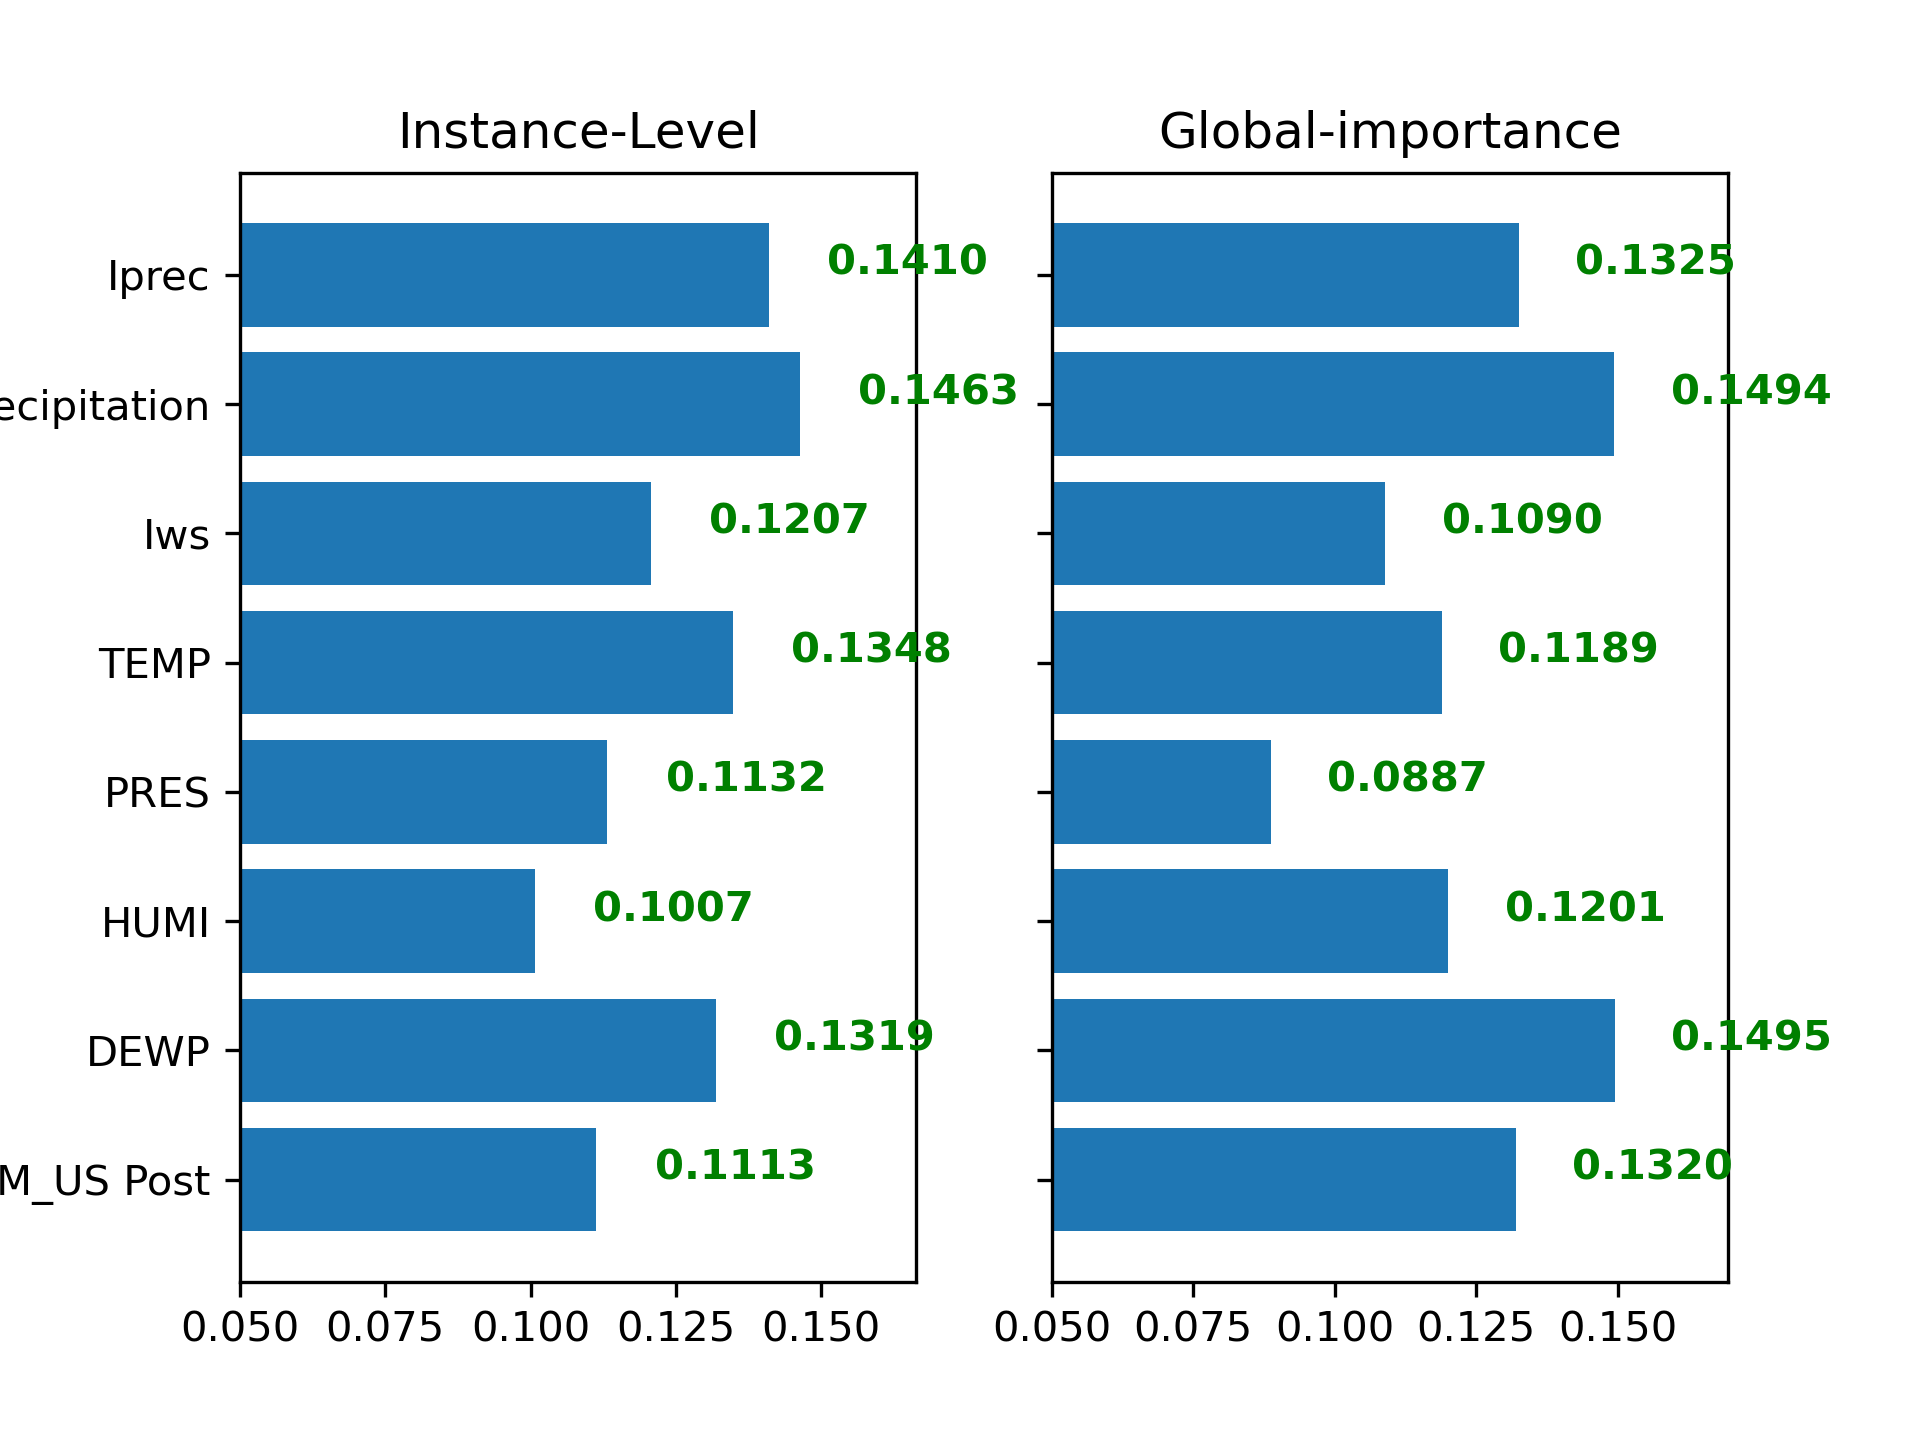 Instance-Level
Global-importance
Iprec
0.1410
0.1325
ecipitation
0.1463
0.1494
Iws
0.1207
0.1090
TEMP
0.1348
0.1189
PRES
0.1132
0.0887
HUMI
0.1007
0.1201
DEWP
0.1319
0.1495
M_US Post
0.1113
0.1320
0.050 0.075 0.100 0.125 0.150
0.050 0.075 0.100 0.125 0.150